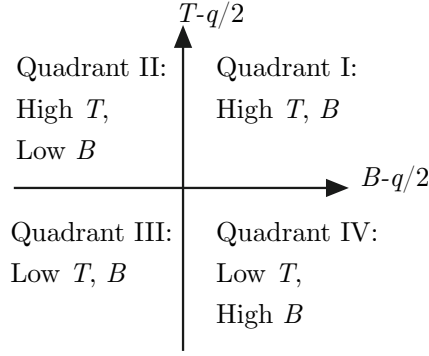 T-q/2
Quadrant II:
High T,
Low B
Quadrant I:
High T, B
B-q/2
Quadrant III:
Low T, B
Quadrant IV:
Low T,
High B